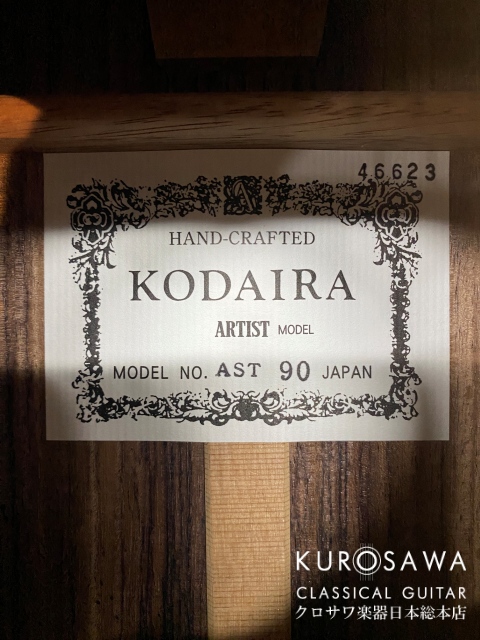 46623
A
HAND-CRAFTED
KODAIRA
ARTIST MODEL
MODEL NO. AST 90 JAPAN
KUROSAWA
CLASSICAL GUITAR
クロサワ楽器日本総本店